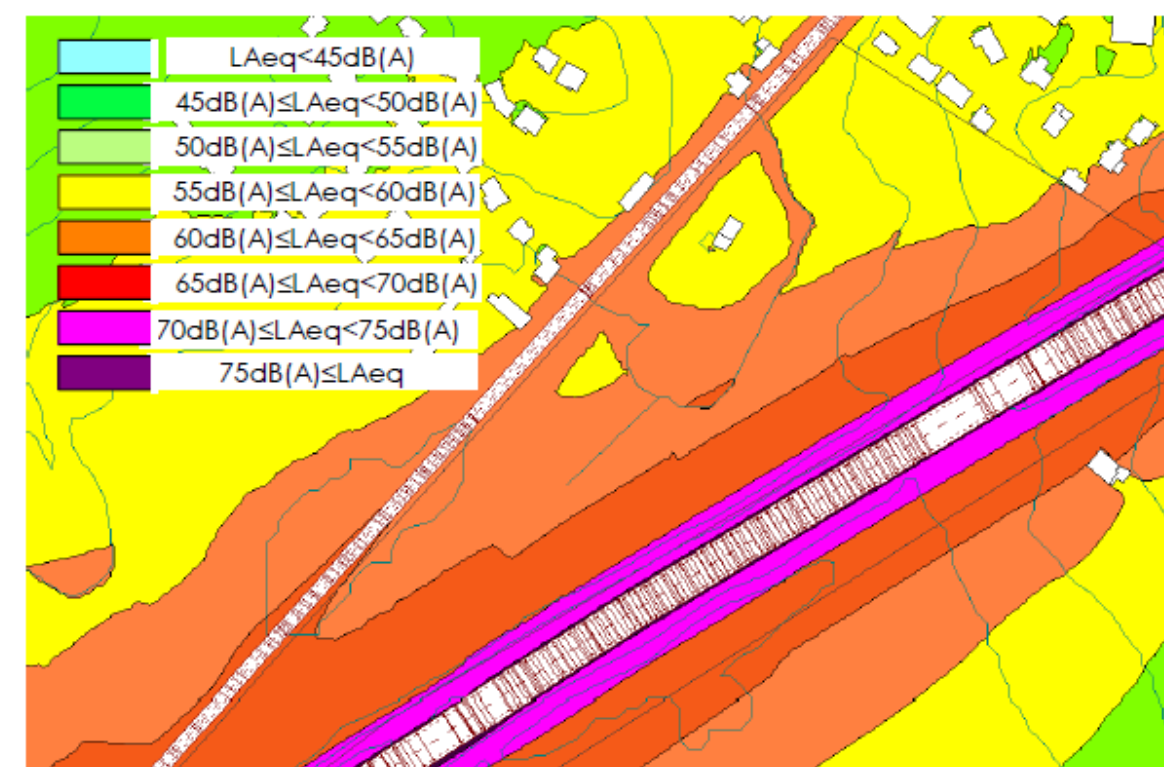 LAeq<45dB(A)
45dB(A)≤LAeq<50dB(A)
50dB(A)≤LAeq<55dB(A)
55dB(A)≤LAeq<60dB(A)
60dB(A)≤LAeq<65dB(A)
65dB(A)≤LAeq<70dB(A)
70dB(A)≤LAeq<75dB(A)
75dB(A)≤LAeq